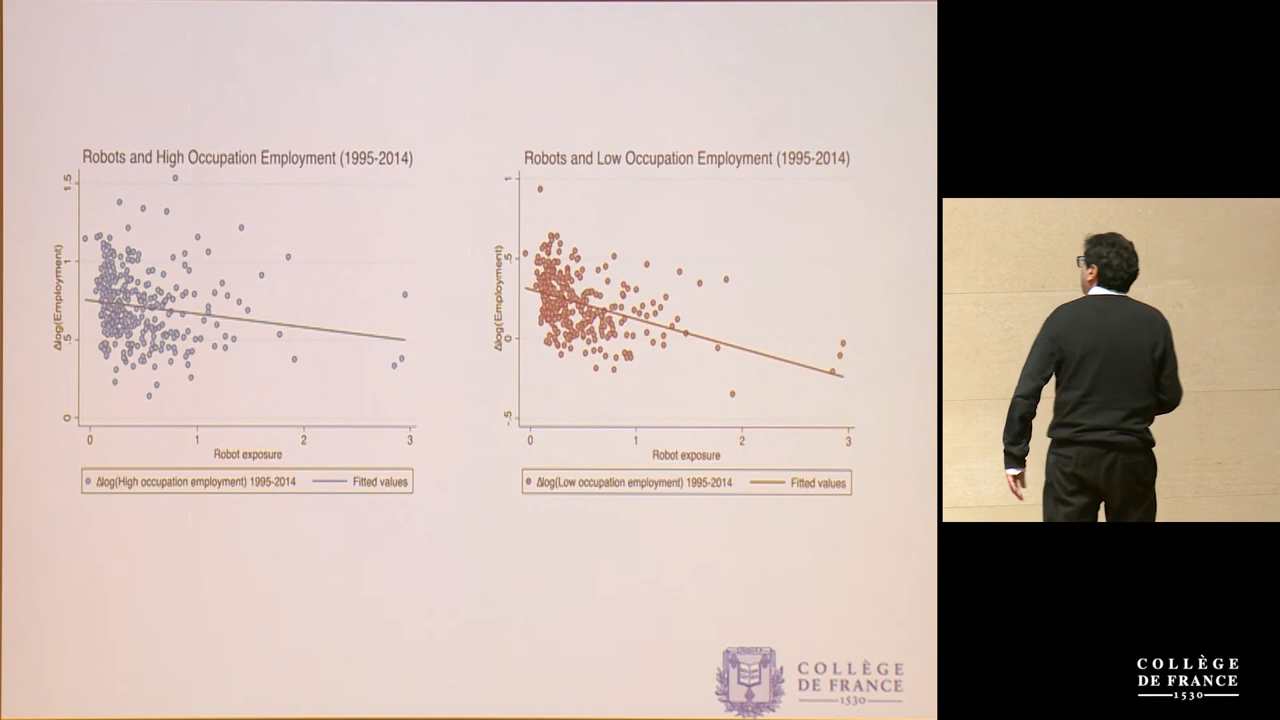 Robots and High Occupation Employment (1995-2014)
1.5
1
.5
0
Δlog(Employment)
0 1 2 3
Robot exposure
Δlog(High occupation employment) 1995-2014 Fitted values
Robots and Low Occupation Employment (1995-2014)
1
.5
0
-.5
Δlog(Employment)
0 1 2 3
Robot exposure
Δlog(Low occupation employment) 1995-2014 Fitted values
COLLÈGE
DE FRANCE
1530
COLLÈGE
DE FRANCE
1530